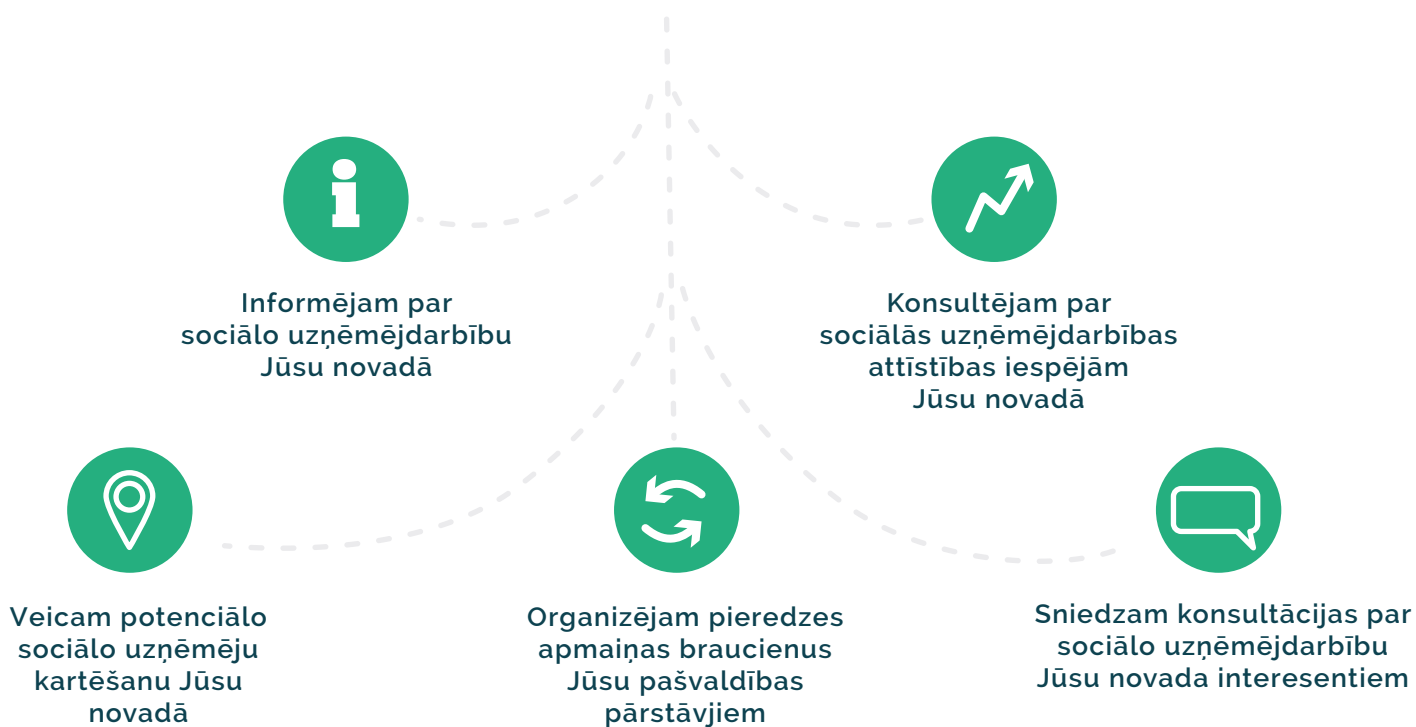 Informējam par
sociālo uzņēmējdarbību
Jūsu novadā
Konsultējam par
sociālās uzņēmējdarbības
attīstības iespējām
Jūsu novadā
Veicam potenciālo
sociālo uzņēmēju
kartēšanu Jūsu
novadā
Organizējam pieredzes
apmaiņas braucienus
Jūsu pašvaldības
pārstāvjiem
Sniedzam konsultācijas par
sociālo uzņēmējdarbību
Jūsu novada interesentiem